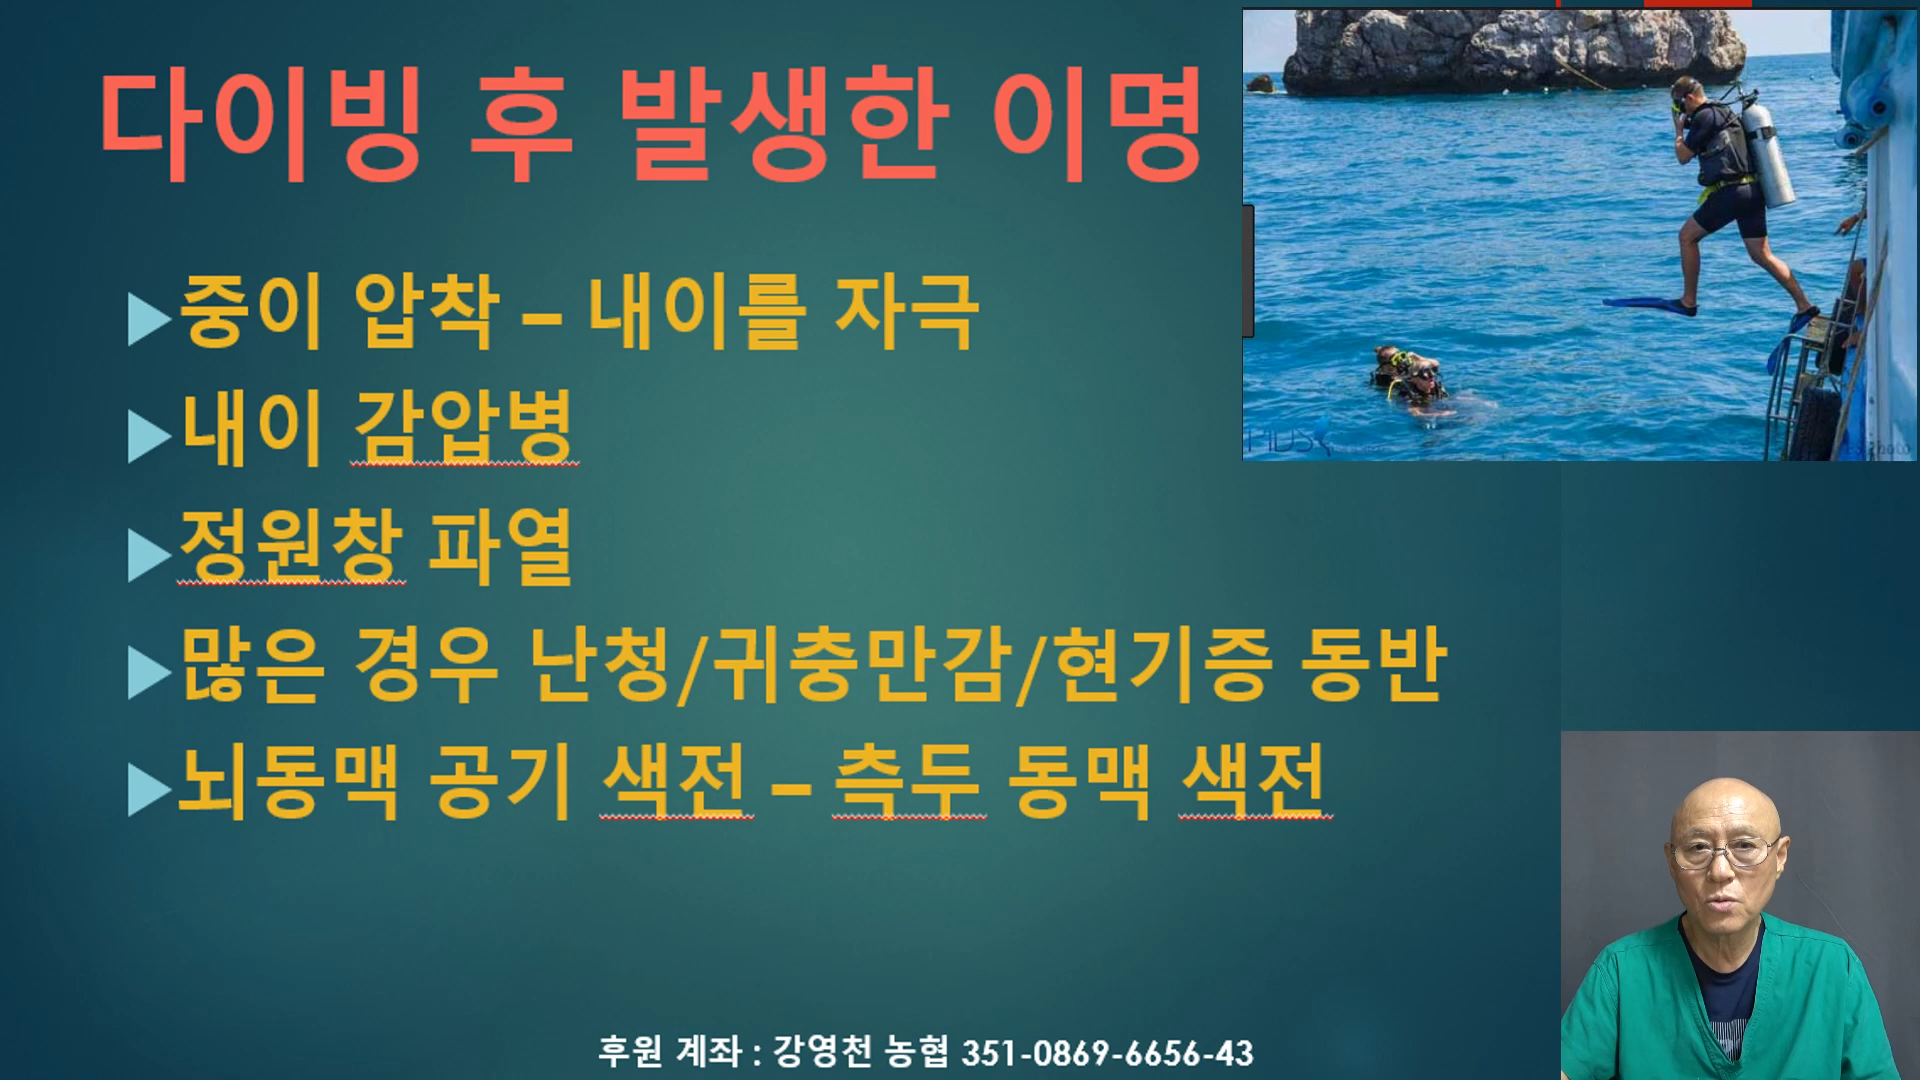 다이빙 후 발생한 이명
중이 압착 – 내이를 자극
내이 감압병
정원창 파열
많은 경우 난청/귀충만감/현기증 동반
뇌동맥 공기 색전 – 측두 동맥 색전
후원 계좌 : 강영천 농협 351-0869-6656-43